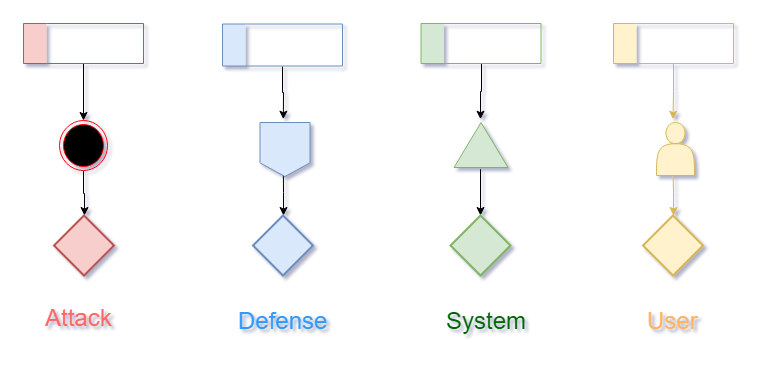 Attack
Defense
System
User